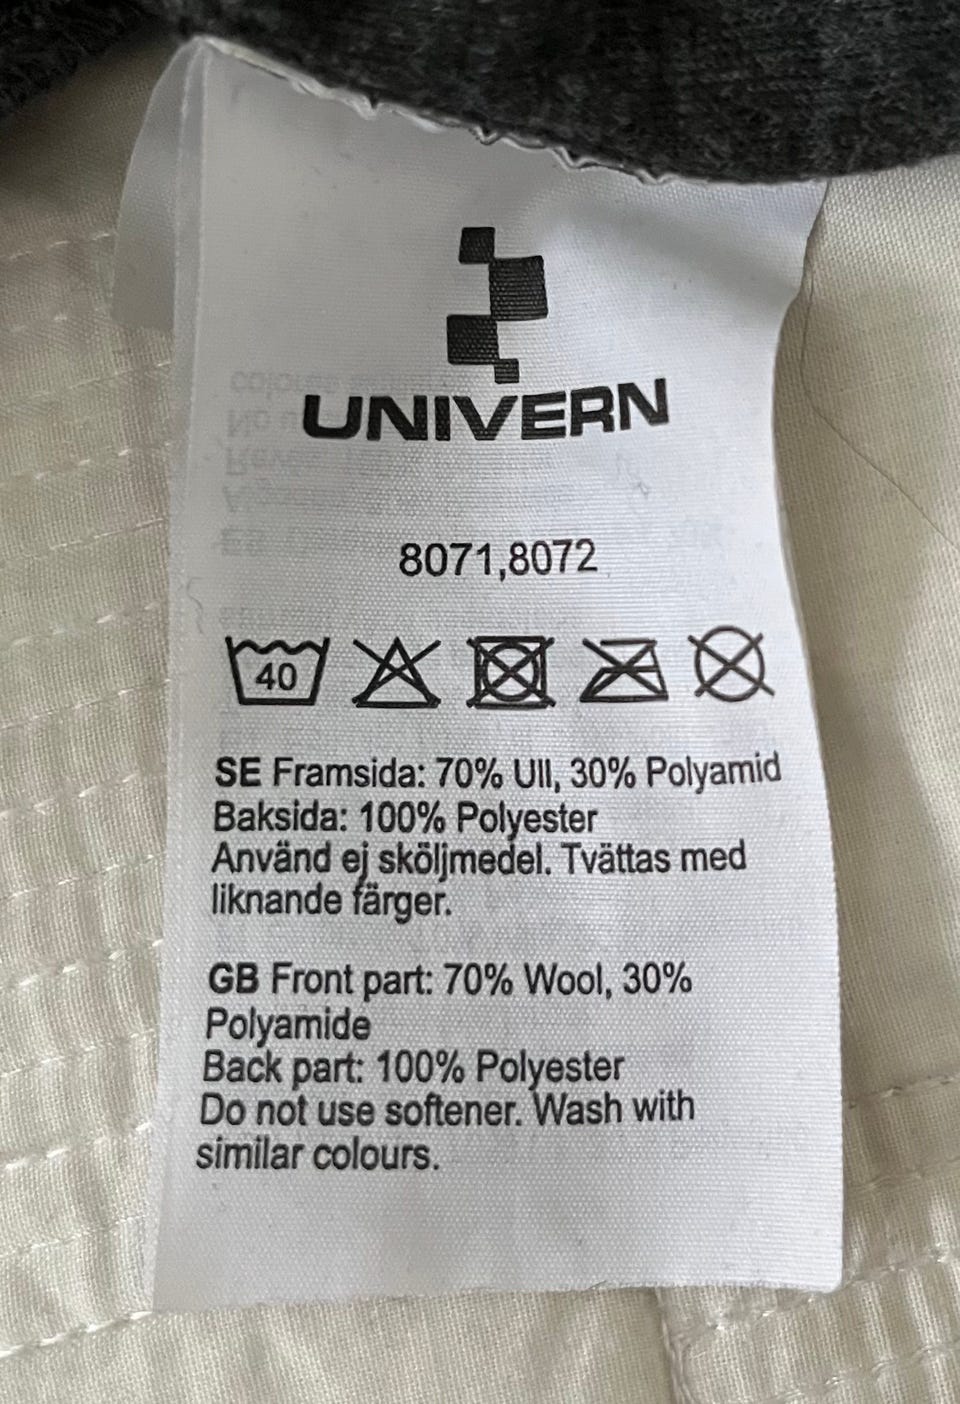 UNIVERN
8071,8072
40
SE Framsida: 70% Ull, 30% Polyamid
Baksida: 100% Polyester
Använd ej sköljmedel. Tvättas med
liknande färger.
GB Front part: 70% Wool, 30%
Polyamide
Back part: 100% Polyester
Do not use softener. Wash with
similar colours.